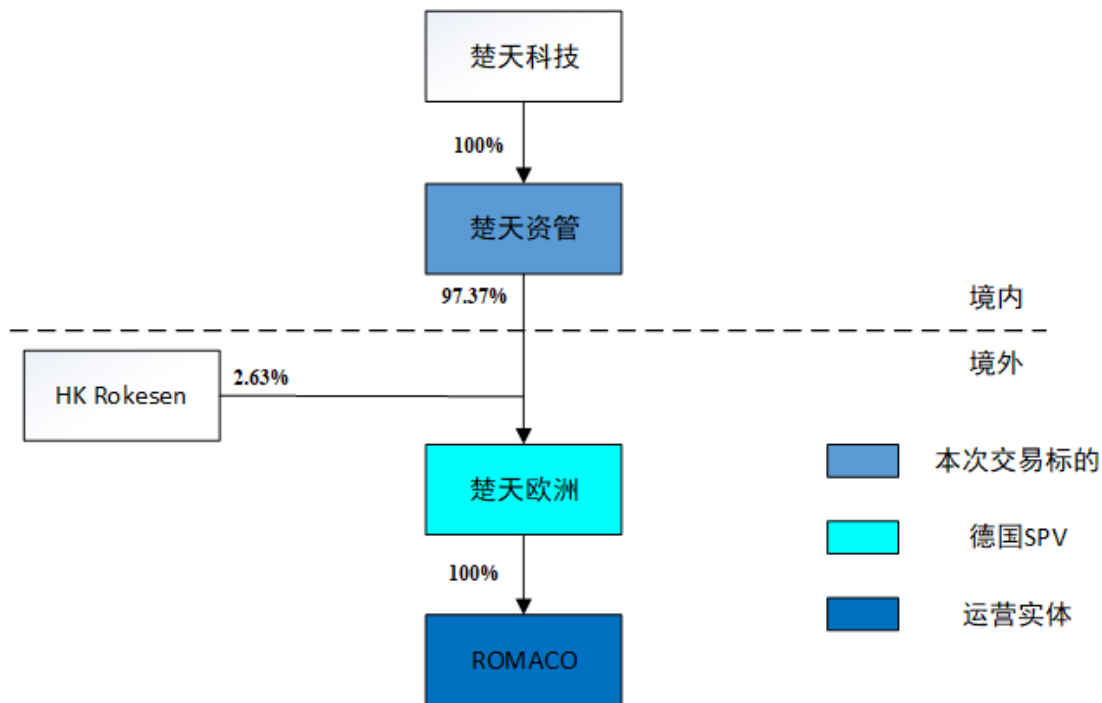 楚天科技
100%
楚天资管
97.37%
境内
境外
HK Rokesen
2.63%
楚天欧洲
本次交易标的
德国SPV
100%
运营实体
ROMACO